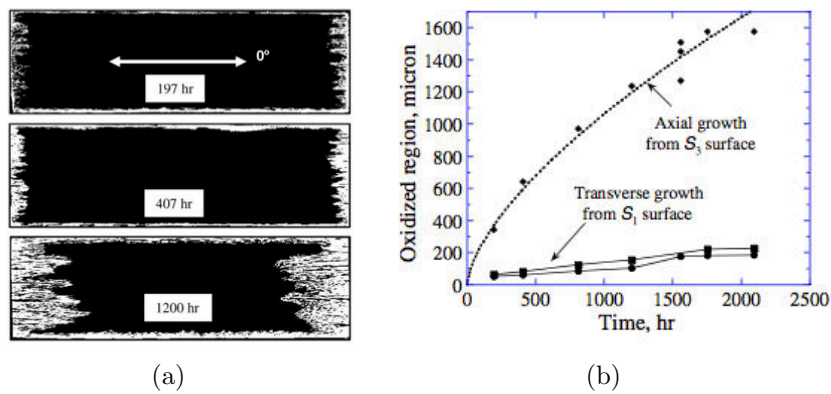 0°
197 hr
407 hr
1200 hr
(a)
Oxidized region, micron
1600
1400
1200
1000
800
600
400
200
0
Axial growth
from S₃ surface
Transverse growth
from S₁ surface
0 500 1000 1500 2000 2500
Time, hr
(b)